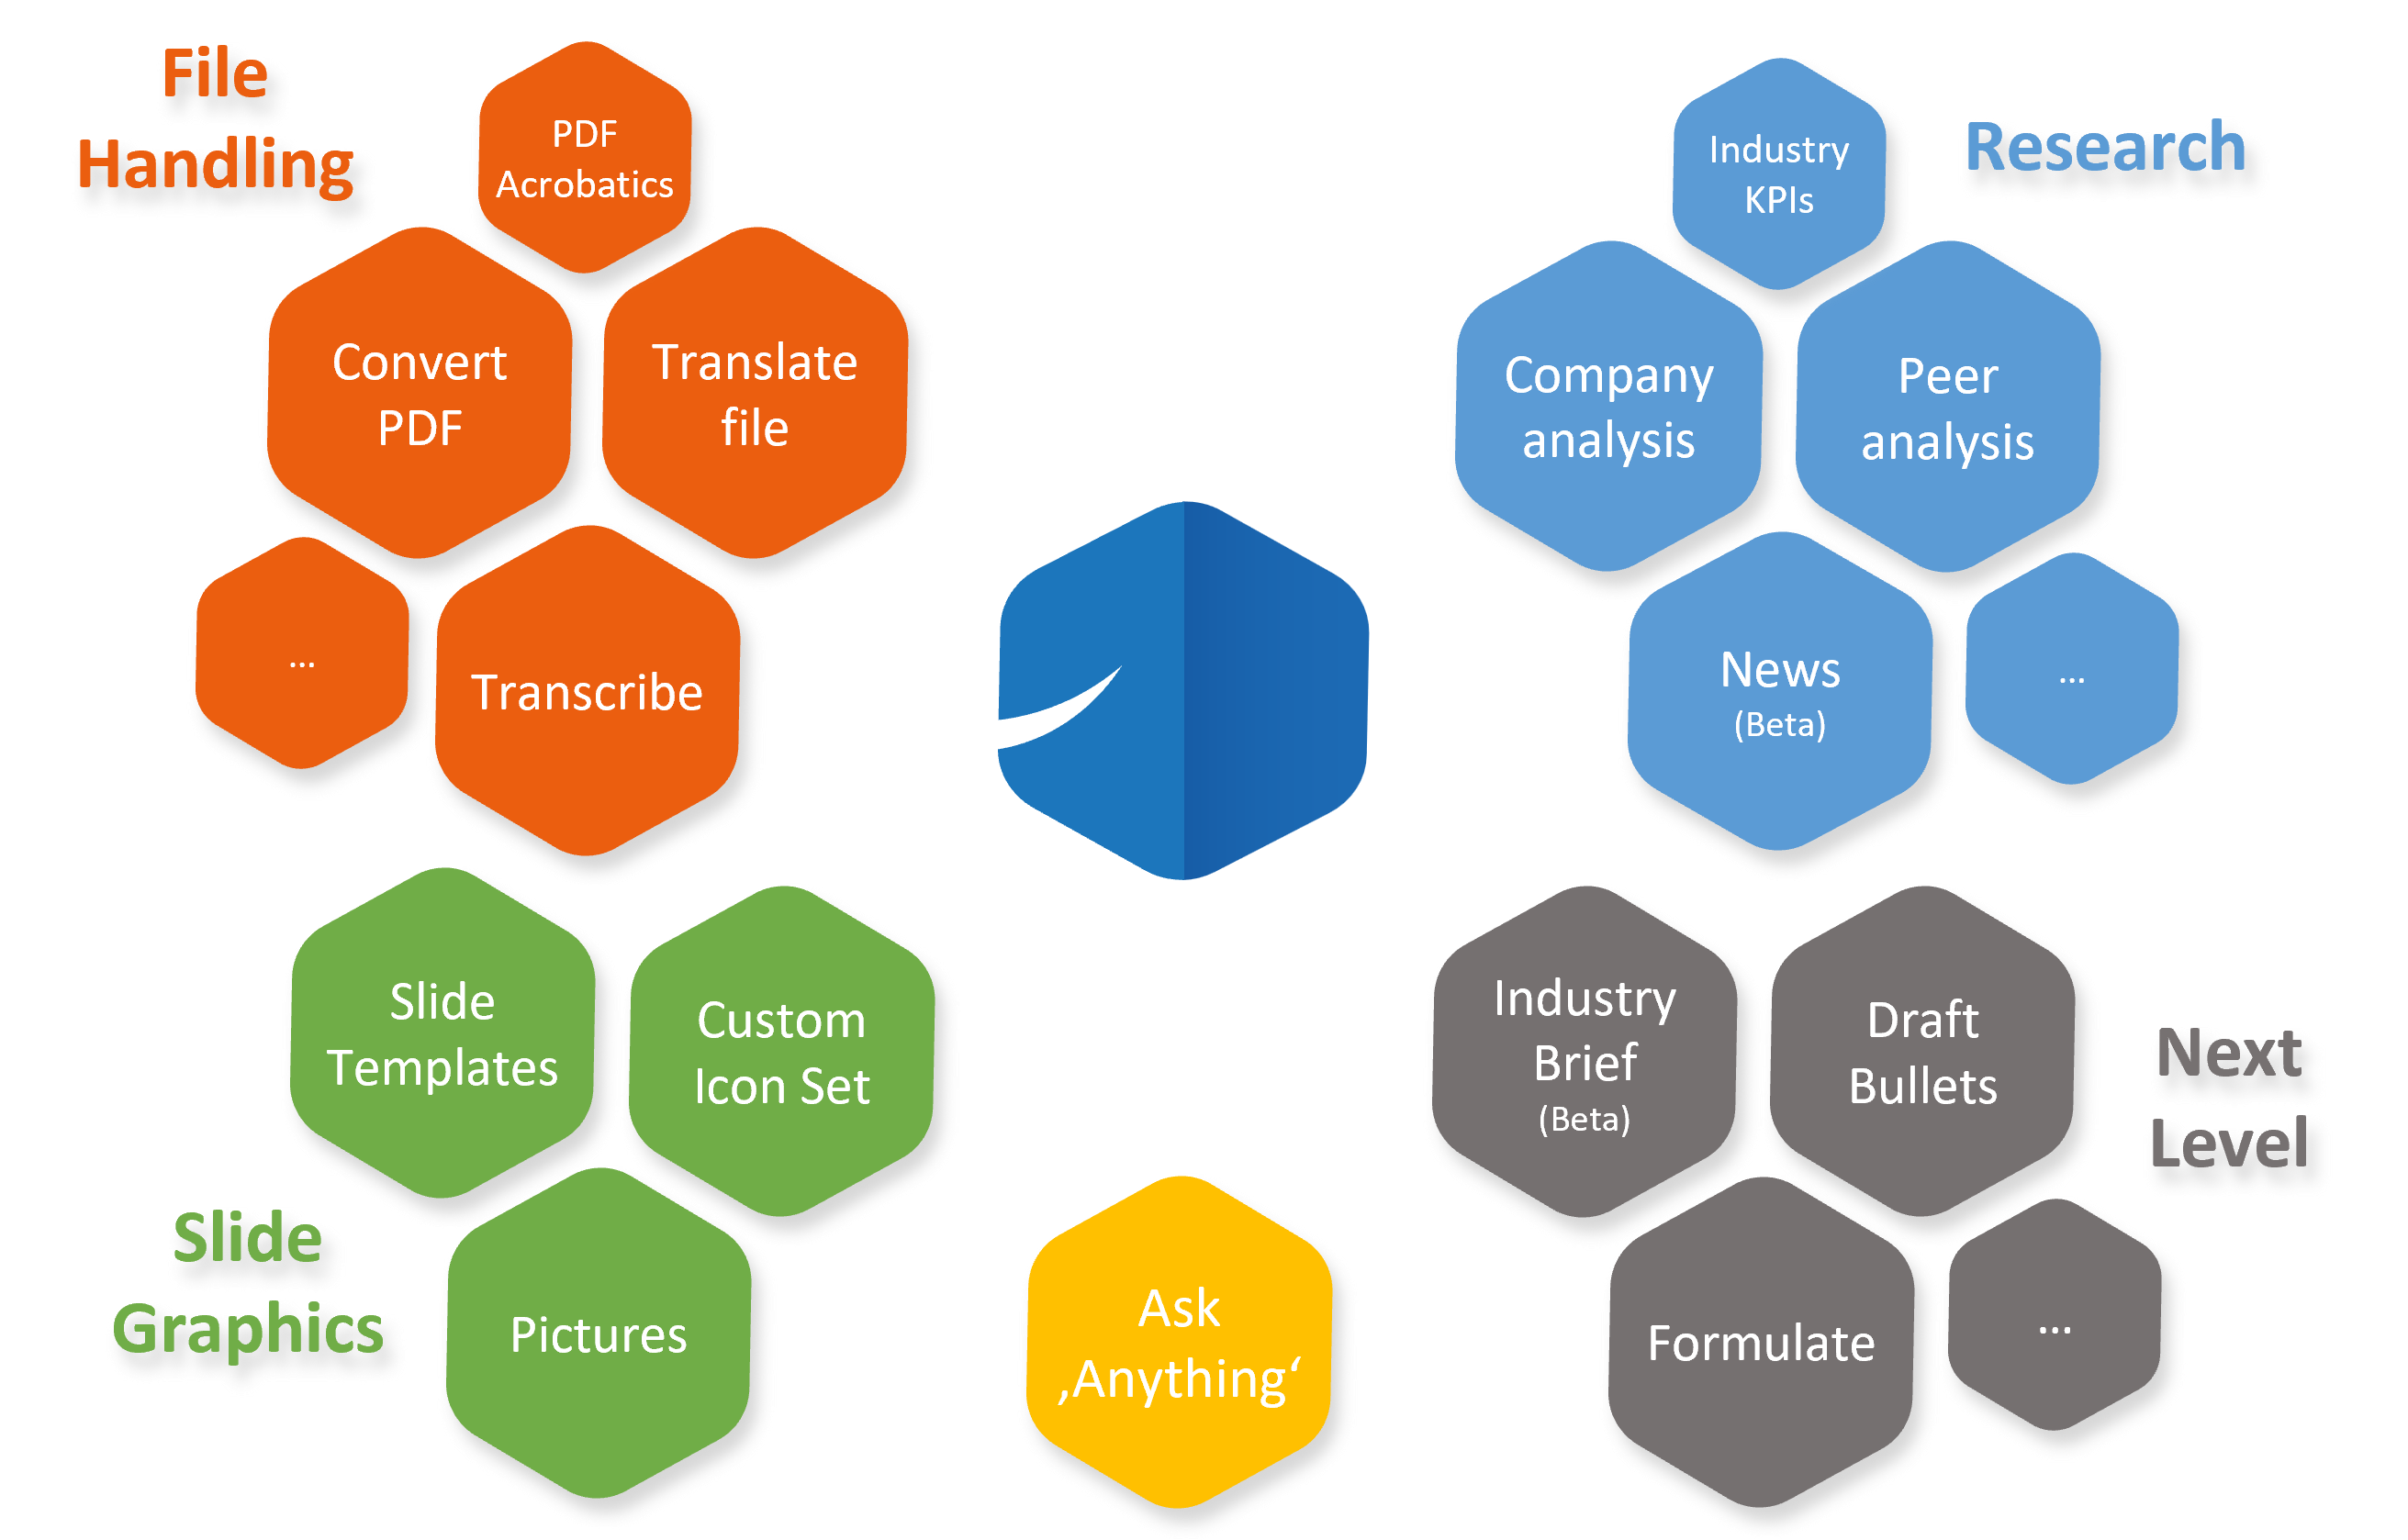 File
Handling
PDF
Acrobatics
Convert
PDF
Translate
file
...
Transcribe
Industry
KPIs
Research
Company
analysis
Peer
analysis
News
(Beta)
...
Slide
Templates
Custom
Icon Set
Slide
Graphics
Pictures
Ask
‚Anything‘
Industry
Brief
(Beta)
Draft
Bullets
Next
Level
Formulate
...